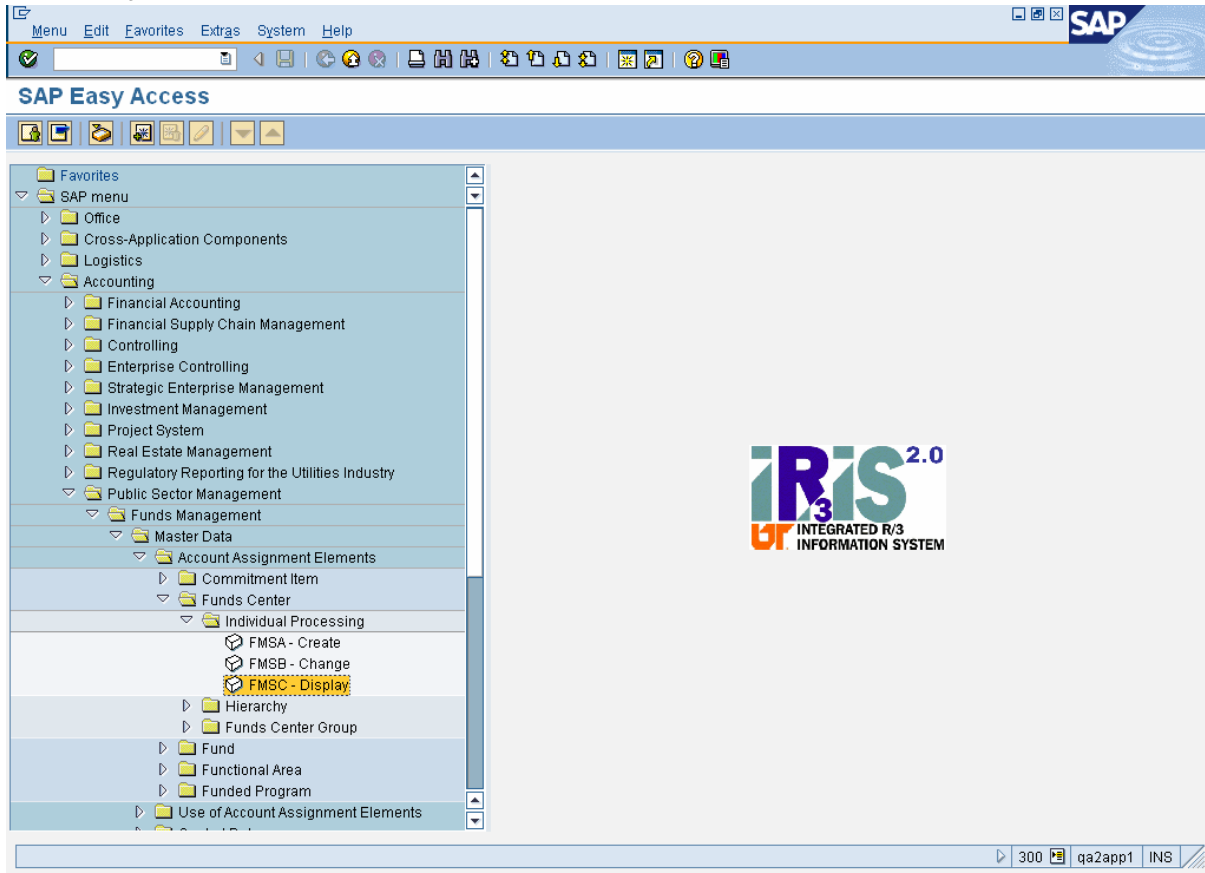 Menu Edit Favorites Extras System Help
SAP
SAP Easy Access
Favorites
SAP menu
Office
Cross-Application Components
Logistics
Accounting
Financial Accounting
Financial Supply Chain Management
Controlling
Enterprise Controlling
Strategic Enterprise Management
Investment Management
Project System
Real Estate Management
Regulatory Reporting for the Utilities Industry
Public Sector Management
Funds Management
Master Data
Account Assignment Elements
Commitment Item
Funds Center
Individual Processing
FMSA - Create
FMSB - Change
FMSC - Display
Hierarchy
Funds Center Group
Fund
Functional Area
Funded Program
Use of Account Assignment Elements
iRiS 2.0
3
UT INTEGRATED R/3
INFORMATION SYSTEM
300 qa2app1 INS